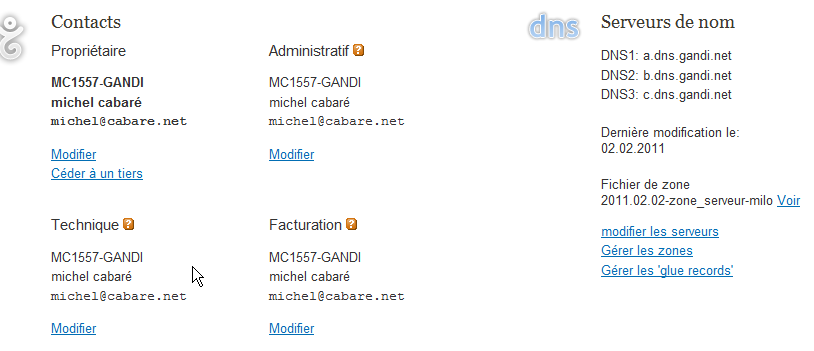 Contacts
Propriétaire
MC1557-GANDI
michel cabaré
michel@cabare.net
Modifier
Céder à un tiers
Administratif ?
MC1557-GANDI
michel cabaré
michel@cabare.net
Modifier
Technique ?
MC1557-GANDI
michel cabaré
michel@cabare.net
Modifier
Facturation ?
MC1557-GANDI
michel cabaré
michel@cabare.net
Modifier
dns
Serveurs de nom
DNS1: a.dns.gandi.net
DNS2: b.dns.gandi.net
DNS3: c.dns.gandi.net
Dernière modification le:
02.02.2011
Fichier de zone
2011.02.02-zone_serveur-milo Voir
modifier les serveurs
Gérer les zones
Gérer les 'glue records'